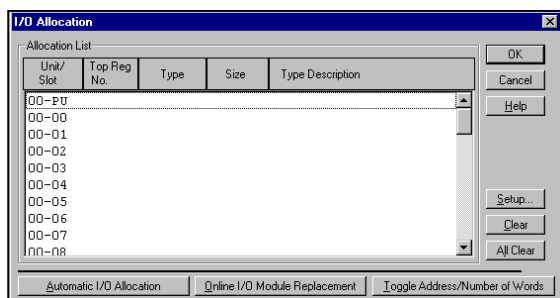 I/O Allocation
Allocation List
Unit/ Slot
Top Reg No.
Type
Size
Type Description
00-PU
00-00
00-01
00-02
00-03
00-04
00-05
00-06
00-07
00-08
OK
Cancel
Help
Setup...
Clear
All Clear
Automatic I/O Allocation
Online I/O Module Replacement
Toggle Address/Number of Words